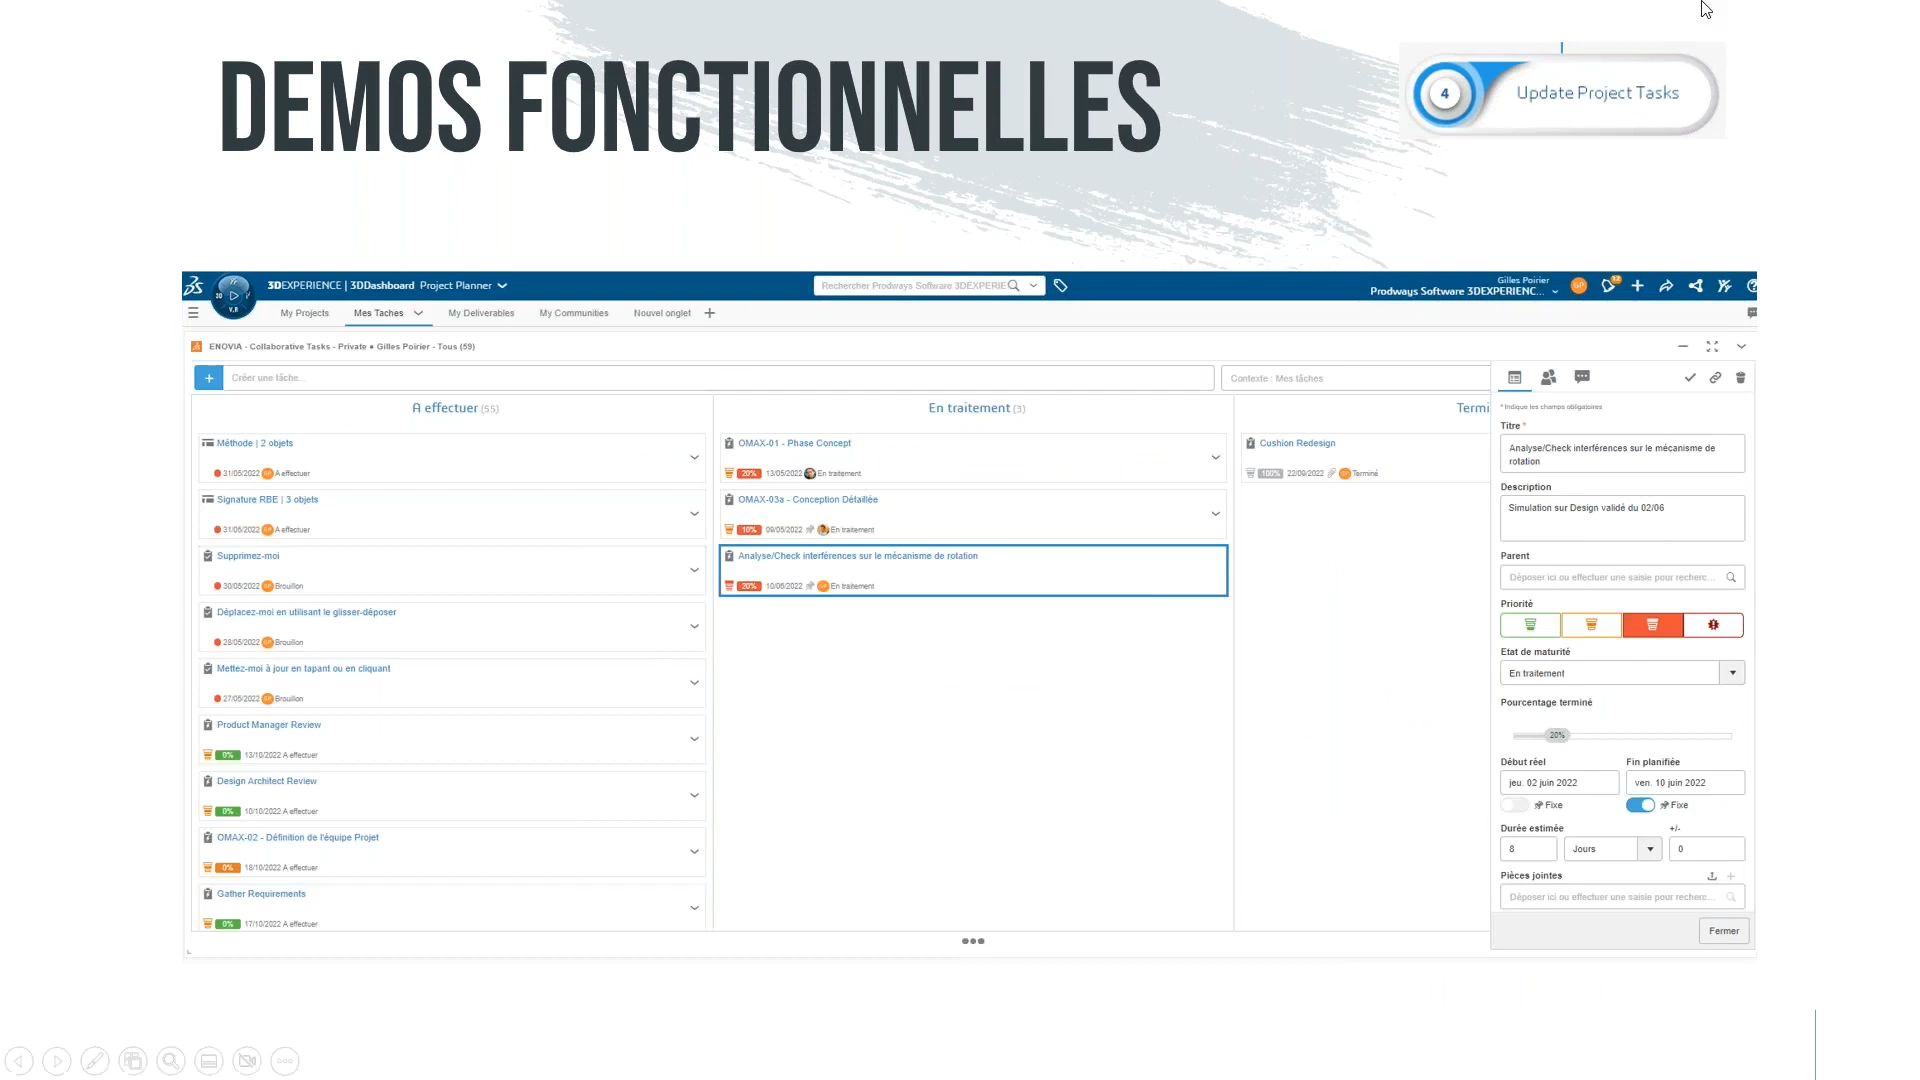 DEMOS FONCTIONNELLES
4
Update Project Tasks
3DEXPERIENCE | 3DDashboard Project Planner
Rechercher Prodways Software 3DEXPERIE
Gilles Poirier
Prodways Software 3DEXPERIENC...
GP
12
3D
V.R
My Projects
Mes Taches
My Deliverables
My Communities
Nouvel onglet
ENOVIA - Collaborative Tasks - Private ● Gilles Poirier - Tous (59)
Créer une tâche...
Contexte : Mes tâches
A effectuer (55)
Méthode | 2 objets
31/05/2022 A effectuer
Signature RBE | 3 objets
31/05/2022 A effectuer
Supprimez-moi
30/05/2022 Brouillon
Déplacez-moi en utilisant le glisser-déposer
28/05/2022 Brouillon
Mettez-moi à jour en tapant ou en cliquant
27/05/2022 Brouillon
Product Manager Review
0% 13/10/2022 A effectuer
Design Architect Review
0% 10/10/2022 A effectuer
OMAX-02 - Définition de l'équipe Projet
0% 18/10/2022 A effectuer
Gather Requirements
0% 17/10/2022 A effectuer
En traitement (3)
OMAX-01 - Phase Concept
20% 13/05/2022 En traitement
OMAX-03a - Conception Détaillée
10% 09/05/2022 En traitement
Analyse/Check interférences sur le mécanisme de rotation
20% 10/06/2022 En traitement
Termi
Cushion Redesign
100% 22/09/2022 Terminé
* Indique les champs obligatoires
Titre *
Analyse/Check interférences sur le mécanisme de
rotation
Description
Simulation sur Design validé du 02/06
Parent
Déposer ici ou effectuer une saisie pour recherc...
Priorité
Etat de maturité
En traitement
Pourcentage terminé
20%
Début réel
Fin planifiée
jeu. 02 juin 2022
ven. 10 juin 2022
Fixe
Fixe
Durée estimée
+/-
8
Jours
0
Pièces jointes
Déposer ici ou effectuer une saisie pour recherc...
Fermer